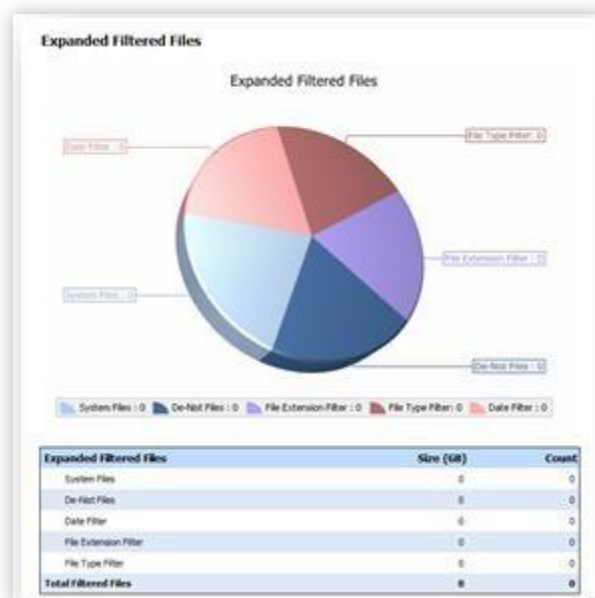 Expanded Filtered Files
Expanded Filtered Files
Date Filter : 0
File Type Filter: 0
File Extension Filter : 0
System Files : 0
De-Nist Files : 0
System Files : 0 De-Nist Files : 0 File Extension Filter : 0 File Type Filter: 0 Date Filter : 0
Expanded Filtered Files Size (GB) Count
System Files 0 0
De-Nist Files 0 0
Date Filter 0 0
File Extension Filter 0 0
File Type Filter 0 0
Total Filtered Files 0 0